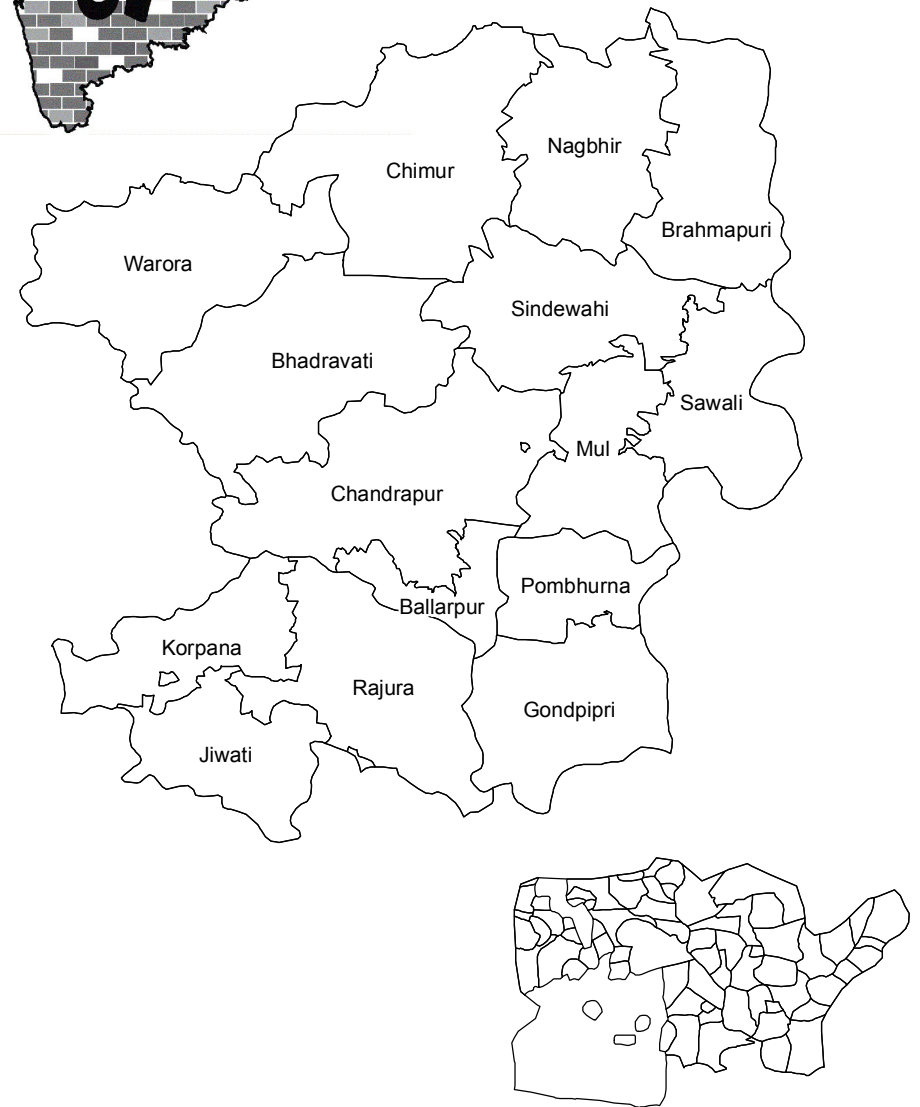 Nagbhir
Chimur
Brahmapuri
Warora
Sindewahi
Bhadravati
Sawali
Mul
Chandrapur
Pombhurna
Ballarpur
Korpana
Rajura
Gondpipri
Jiwati